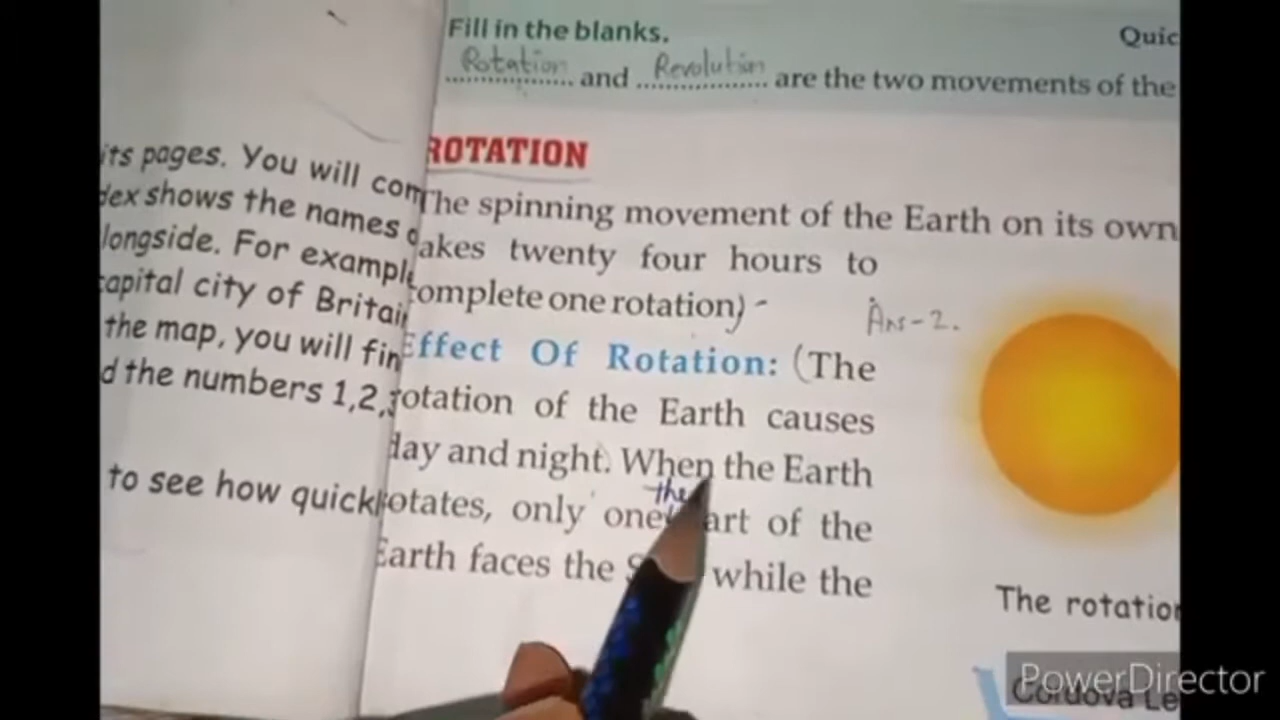 Fill in the blanks.
Quic
Rotation and Revolution are the two movements of the
ROTATION
The spinning movement of the Earth on its own
akes twenty four hours to
complete one rotation) -
Ans-2.
Effect Of Rotation: (The
rotation of the Earth causes
day and night. When the Earth
the
rotates, only one art of the
Earth faces the while the
its pages. You will com
dex shows the names
longside. For exampl
capital city of Britai
the map, you will fin
d the numbers 1,2,
to see how quick
The rotation
PowerDirector
Cordova Le